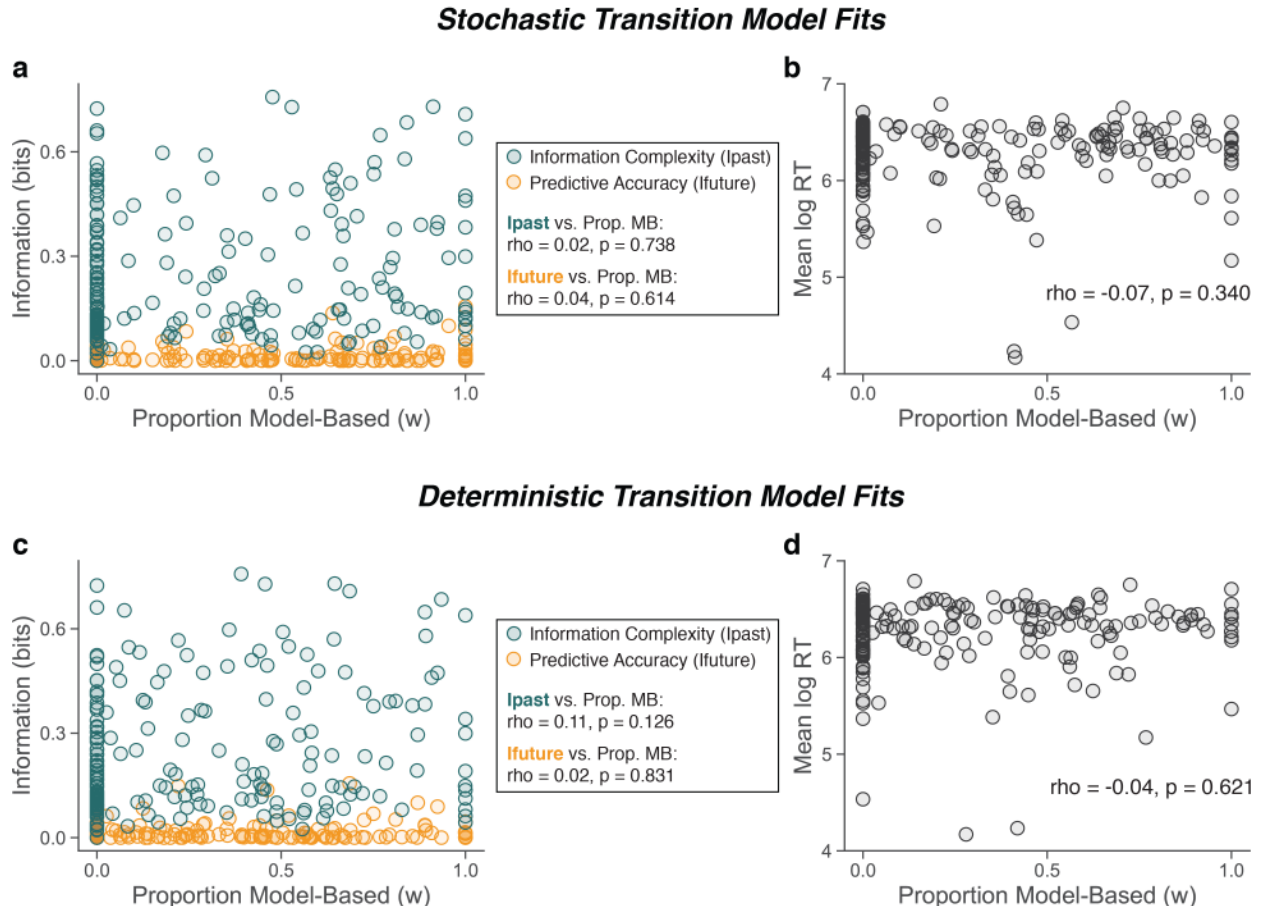 Stochastic Transition Model Fits
a
Information (bits)
0.6
0.3
0.0
0.0
0.5
1.0
Proportion Model-Based (w)
Information Complexity (Ipast)
Predictive Accuracy (Ifuture)
Ipast vs. Prop. MB:
rho = 0.02, p = 0.738
Ifuture vs. Prop. MB:
rho = 0.04, p = 0.614
b
Mean log RT
7
6
5
4
rho = -0.07, p = 0.340
0.0
0.5
1.0
Proportion Model-Based (w)
Deterministic Transition Model Fits
c
Information (bits)
0.6
0.3
0.0
0.0
0.5
1.0
Proportion Model-Based (w)
Information Complexity (Ipast)
Predictive Accuracy (Ifuture)
Ipast vs. Prop. MB:
rho = 0.11, p = 0.126
Ifuture vs. Prop. MB:
rho = 0.02, p = 0.831
d
Mean log RT
7
6
5
4
rho = -0.04, p = 0.621
0.0
0.5
1.0
Proportion Model-Based (w)